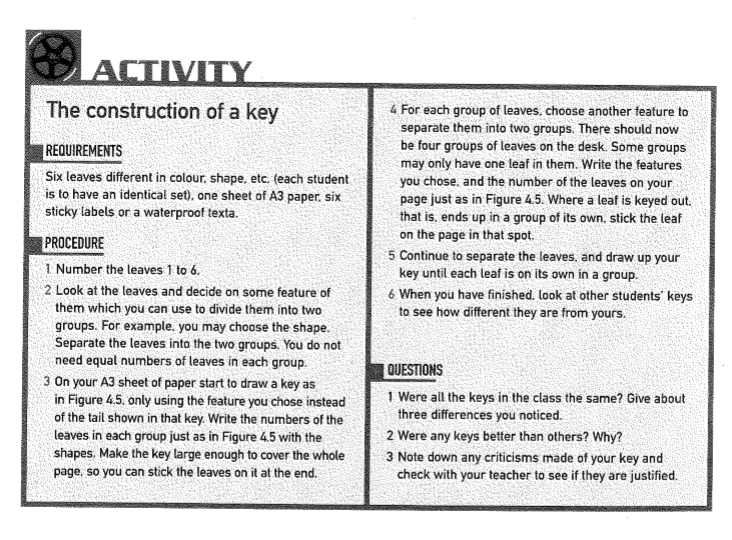 ACTIVITY
The construction of a key
REQUIREMENTS
Six leaves different in colour, shape, etc. (each student
is to have an identical set), one sheet of A3 paper, six
sticky labels or a waterproof texta.
PROCEDURE
1 Number the leaves 1 to 6.
2 Look at the leaves and decide on some feature of
them which you can use to divide them into two
groups. For example, you may choose the shape.
Separate the leaves into the two groups. You do not
need equal numbers of leaves in each group.
3 On your A3 sheet of paper start to draw a key as
in Figure 4.5, only using the feature you chose instead
of the tail shown in that key. Write the numbers of the
leaves in each group just as in Figure 4.5 with the
shapes. Make the key large enough to cover the whole
page, so you can stick the leaves on it at the end.
4 For each group of leaves, choose another feature to
separate them into two groups. There should now
be four groups of leaves on the desk. Some groups
may only have one leaf in them. Write the features
you chose, and the number of the leaves on your
page just as in Figure 4.5. Where a leaf is keyed out,
that is, ends up in a group of its own, stick the leaf
on the page in that spot.
5 Continue to separate the leaves, and draw up your
key until each leaf is on its own in a group.
6 When you have finished, look at other students' keys
to see how different they are from yours.
QUESTIONS
1 Were all the keys in the class the same? Give about
three differences you noticed.
2 Were any keys better than others? Why?
3 Note down any criticisms made of your key and
check with your teacher to see if they are justified.